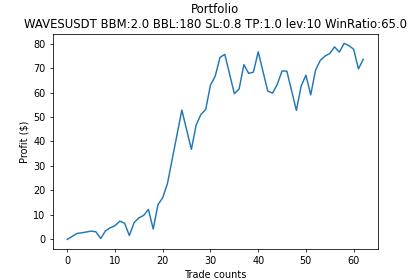 Portfolio
WAVESUSDT BBM:2.0 BBL:180 SL:0.8 TP:1.0 lev:10 WinRatio:65.0
Profit ($)
80
70
60
50
40
30
20
10
0
0 10 20 30 40 50 60
Trade counts